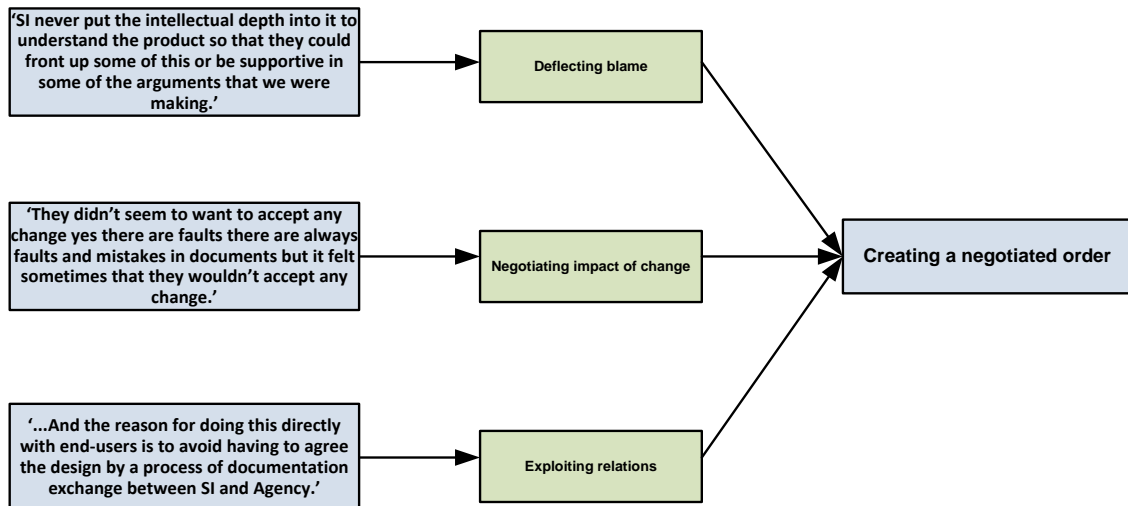 ‘SI never put the intellectual depth into it to
understand the product so that they could
front up some of this or be supportive in
some of the arguments that we were
making.’
Deflecting blame
‘They didn’t seem to want to accept any
change yes there are faults there are always
faults and mistakes in documents but it felt
sometimes that they wouldn’t accept any
change.’
Negotiating impact of change
Creating a negotiated order
‘...And the reason for doing this directly
with end-users is to avoid having to agree
the design by a process of documentation
exchange between SI and Agency.’
Exploiting relations